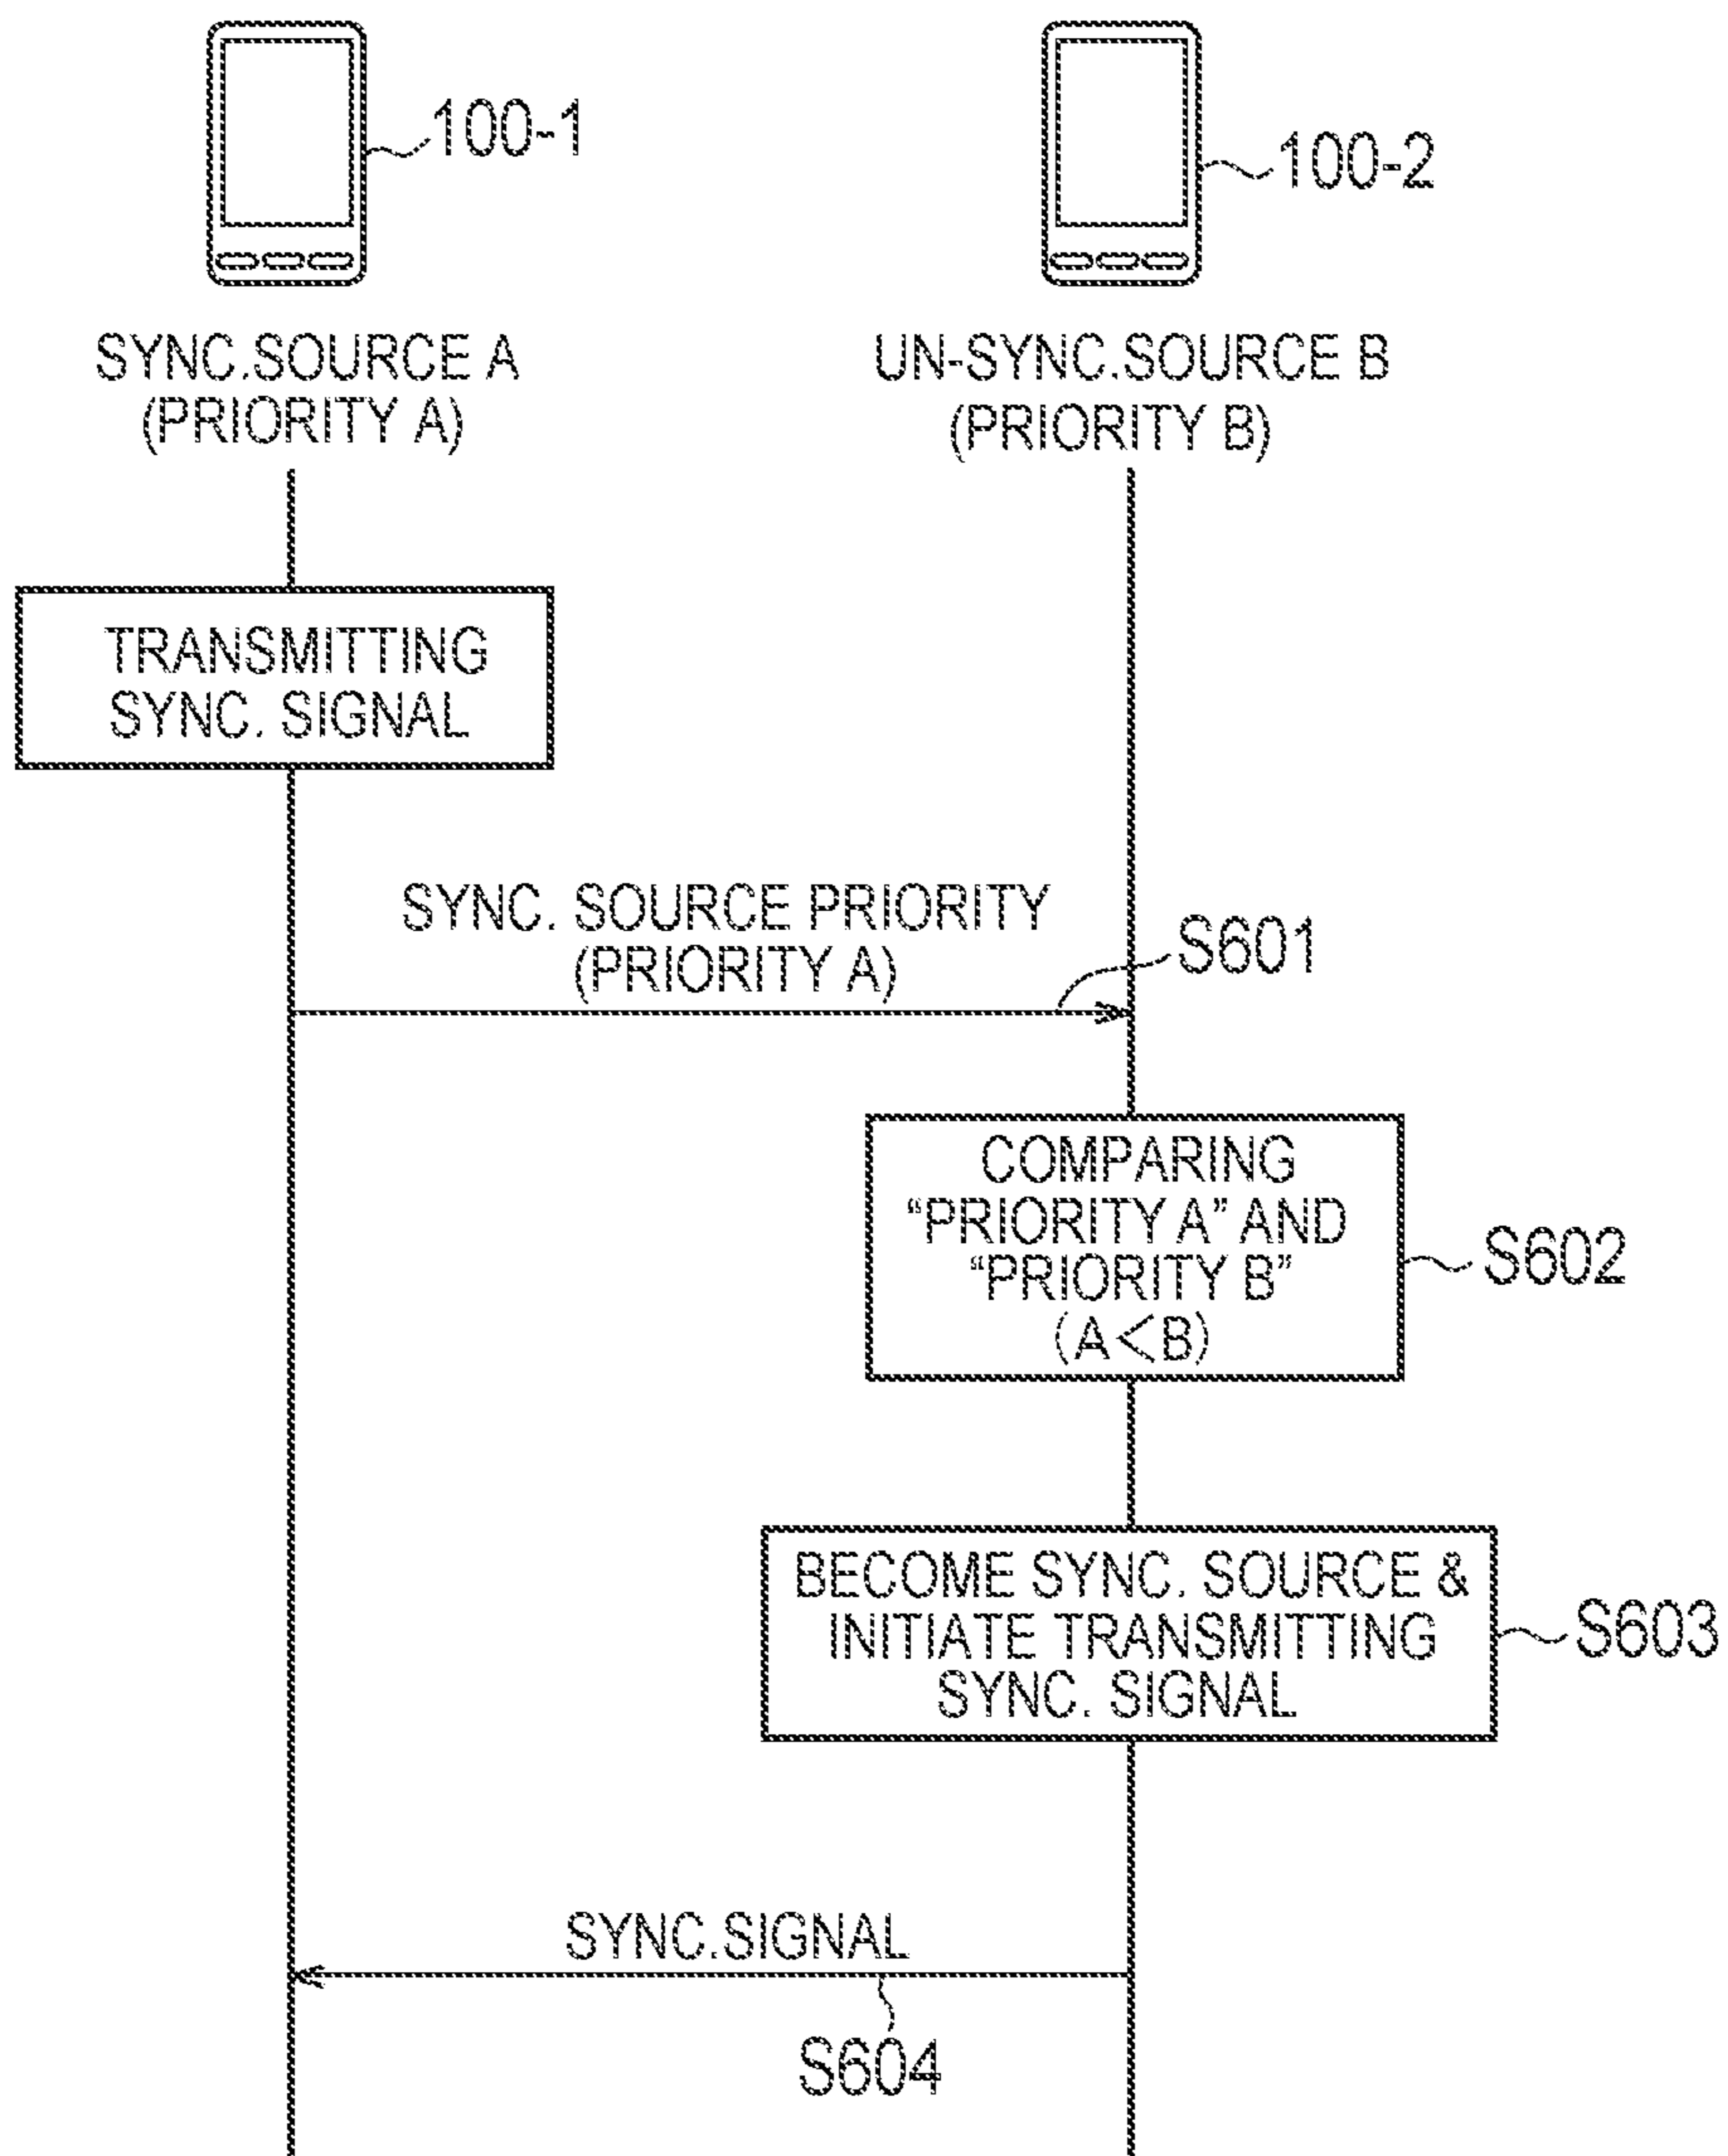 100-1
100-2
SYNC.SOURCE A
(PRIORITY A)
UN-SYNC.SOURCE B
(PRIORITY B)
TRANSMITTING
SYNC. SIGNAL
SYNC. SOURCE PRIORITY
(PRIORITY A)
S601
COMPARING
“PRIORITY A” AND
“PRIORITY B”
(A<B)
S602
BECOME SYNC. SOURCE &
INITIATE TRANSMITTING
SYNC. SIGNAL
S603
SYNC.SIGNAL
S604